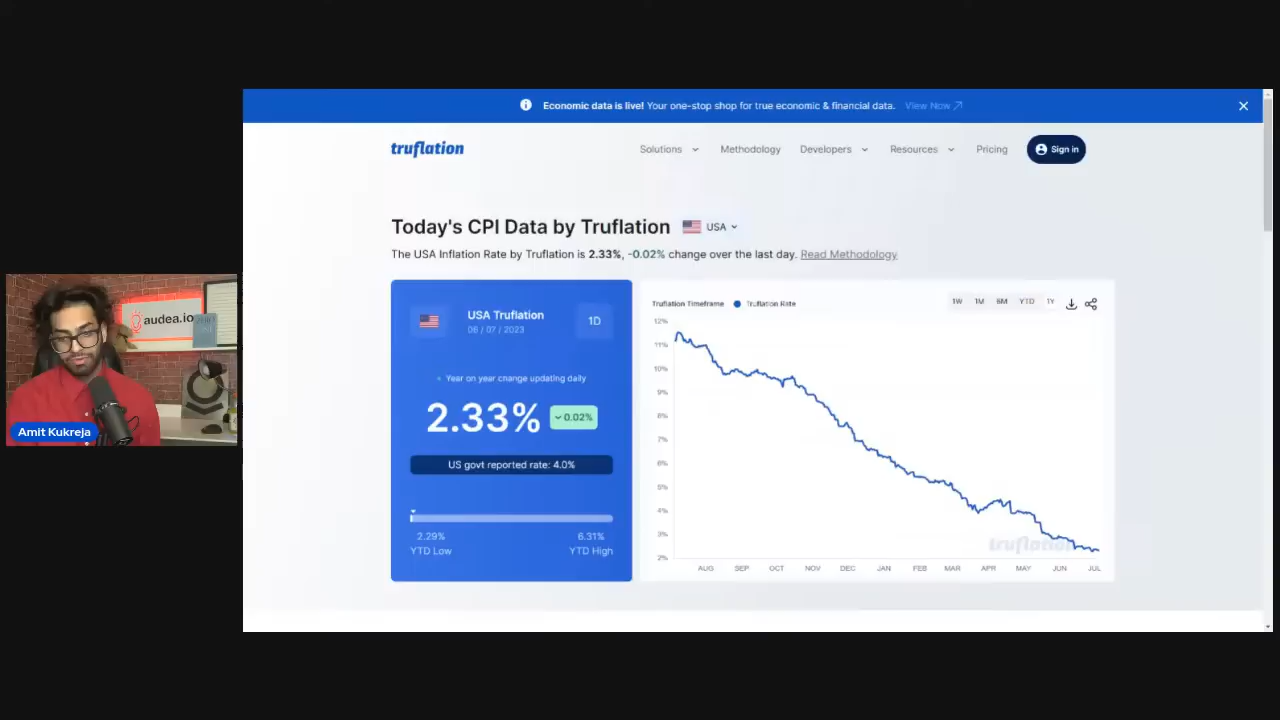 Economic data is live! Your one-stop shop for true economic & financial data. View Now
truflation
Solutions
Methodology
Developers
Resources
Pricing
Sign in
Today's CPI Data by Truflation
USA
The USA Inflation Rate by Truflation is 2.33%, -0.02% change over the last day. Read Methodology
USA Truflation
06 / 07 / 2023
1D
Year on year change updating daily
2.33%
0.02%
US govt reported rate: 4.0%
2.29%
6.31%
YTD Low
YTD High
Truflation Timeframe
Truflation Rate
1W 1M 6M YTD 1Y
12%
11%
10%
9%
8%
7%
6%
5%
4%
3%
2%
truflation
AUG SEP OCT NOV DEC JAN FEB MAR APR MAY JUN JUL
audea.io
Amit Kukreja